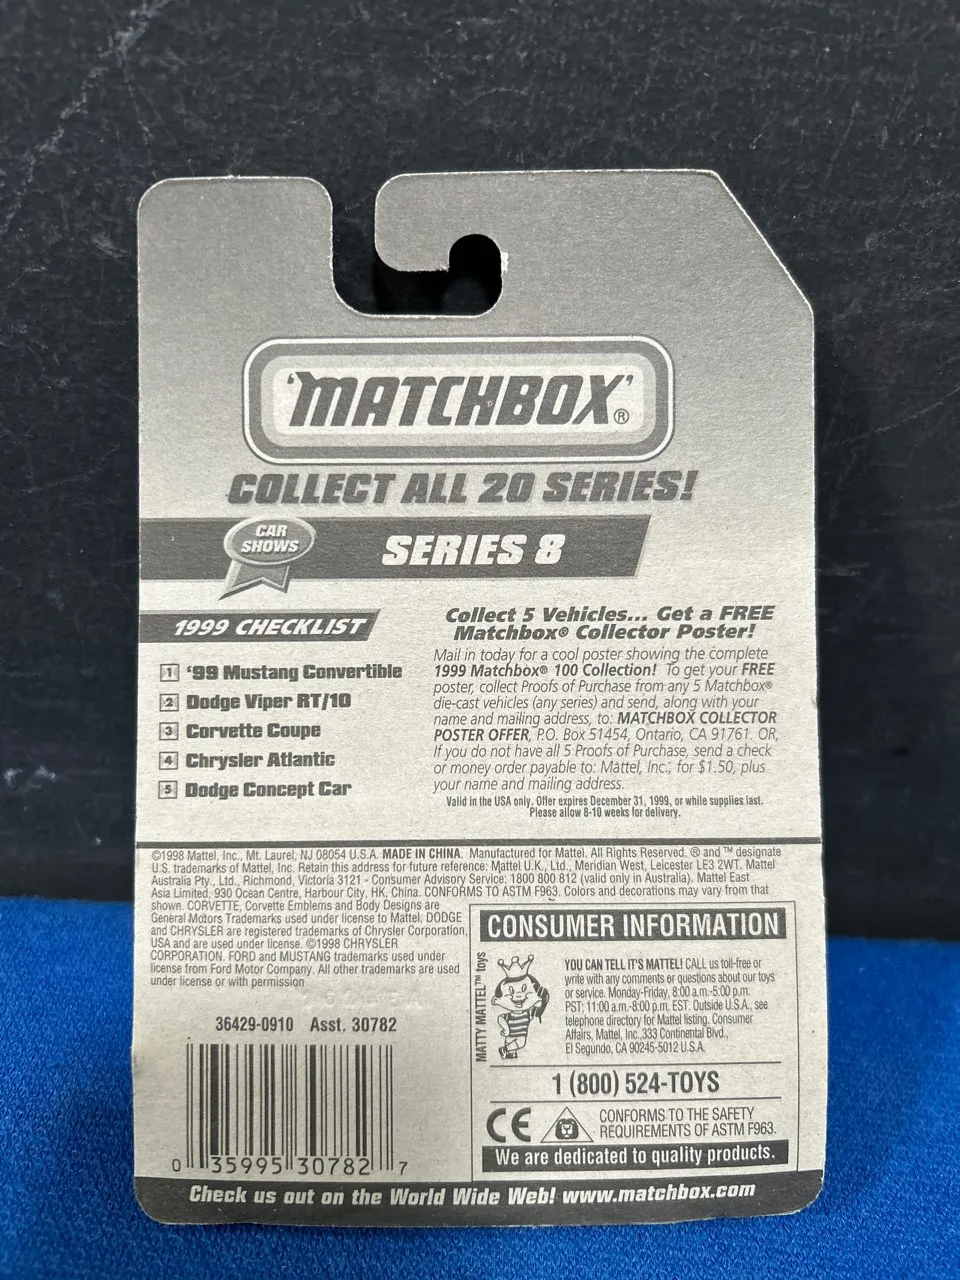 'MATCHBOX'®
COLLECT ALL 20 SERIES!
CAR
SHOWS
SERIES 8
1999 CHECKLIST
1 '99 Mustang Convertible
2 Dodge Viper RT/10
3 Corvette Coupe
4 Chrysler Atlantic
5 Dodge Concept Car
Collect 5 Vehicles... Get a FREE
Matchbox® Collector Poster!
Mail in today for a cool poster showing the complete
1999 Matchbox® 100 Collection! To get your FREE
poster, collect Proofs of Purchase from any 5 Matchbox®
die-cast vehicles (any series) and send, along with your
name and mailing address, to: MATCHBOX COLLECTOR
POSTER OFFER, P.O. Box 51454, Ontario, CA 91761. OR,
If you do not have all 5 Proofs of Purchase, send a check
or money order payable to: Mattel, Inc., for $1.50, plus
your name and mailing address.
Valid in the USA only. Offer expires December 31, 1999, or while supplies last.
Please allow 8-10 weeks for delivery.
©1998 Mattel, Inc., Mt. Laurel, NJ 08054 U.S.A. MADE IN CHINA. Manufactured for Mattel. All Rights Reserved. ® and ™ designate
U.S. trademarks of Mattel, Inc. Retain this address for future reference: Mattel U.K., Ltd., Meridian West, Leicester LE3 2WT. Mattel
Australia Pty., Ltd., Richmond, Victoria 3121 - Consumer Advisory Service: 1800 800 812 (valid only in Australia). Mattel East
Asia Limited, 930 Ocean Centre, Harbour City, HK, China. CONFORMS TO ASTM F963. Colors and decorations may vary from that
shown. CORVETTE, Corvette Emblems and Body Designs are
General Motors Trademarks used under license to Mattel. DODGE
and CHRYSLER are registered trademarks of Chrysler Corporation,
USA and are used under license. ©1998 CHRYSLER
CORPORATION. FORD and MUSTANG trademarks used under
license from Ford Motor Company. All other trademarks are used
under license or with permission
36429-0910 Asst. 30782
0 35995 30782 7
CONSUMER INFORMATION
MATTY MATTEL™ toys
YOU CAN TELL IT'S MATTEL! CALL us toll-free or
write with any comments or questions about our toys
or service. Monday-Friday, 8:00 a.m.-5:00 p.m.
PST; 11:00 a.m.-8:00 p.m. EST. Outside U.S.A., see
telephone directory for Mattel listing. Consumer
Affairs, Mattel, Inc.,333 Continental Blvd.,
El Segundo, CA 90245-5012 U.S.A.
1 (800) 524-TOYS
CE
CONFORMS TO THE SAFETY
REQUIREMENTS OF ASTM F963.
We are dedicated to quality products.
Check us out on the World Wide Web! www.matchbox.com